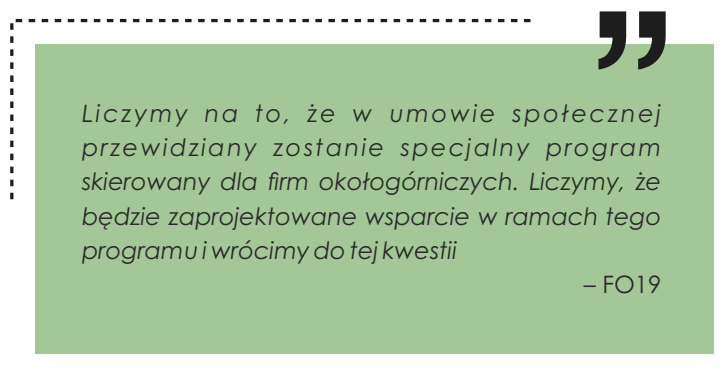 Liczymy na to, że w umowie społecznej
przewidziany zostanie specjalny program
skierowany dla firm okołogórniczych. Liczymy, że
będzie zaprojektowane wsparcie w ramach tego
programu i wrócimy do tej kwestii
– FO19